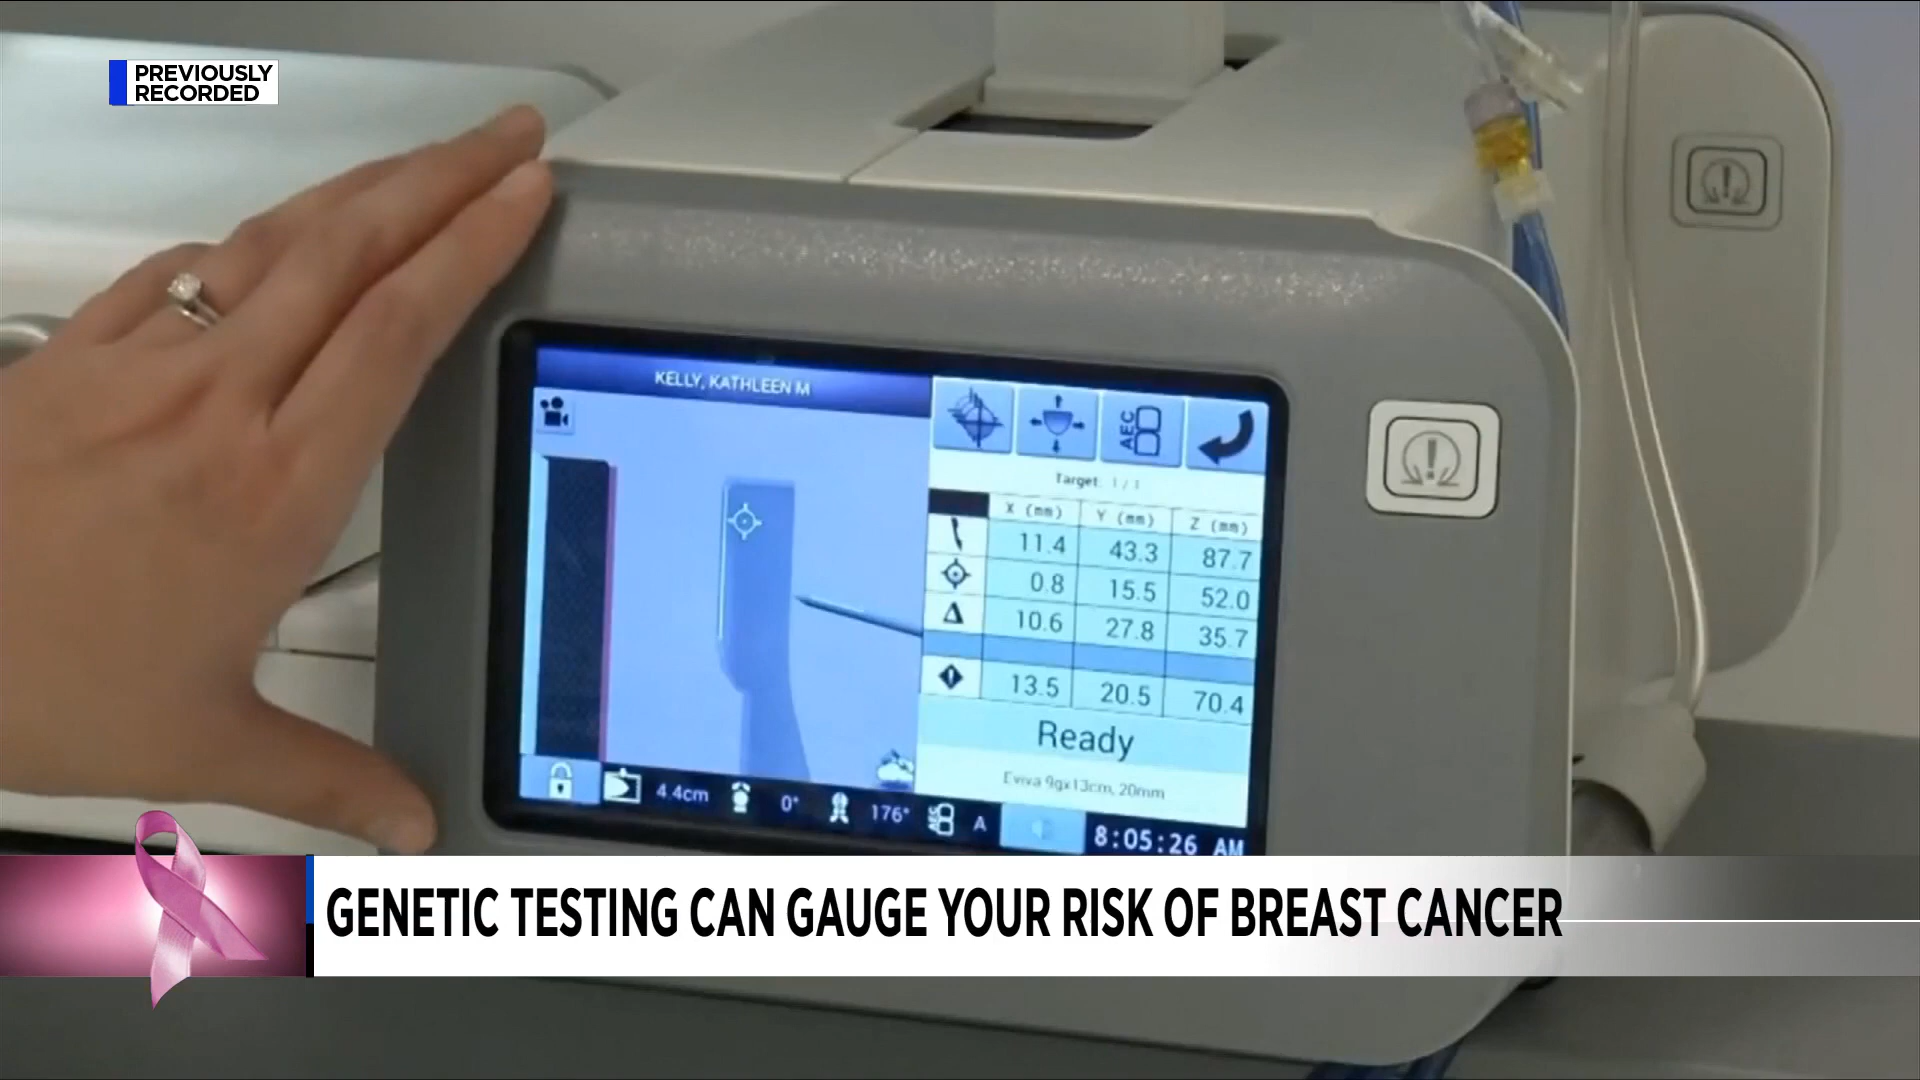 PREVIOUSLY
RECORDED
KELLY, KATHLEEN M
AEC
Target: 1 / 1
X (mm) Y (mm) Z (mm)
11.4 43.3 87.7
0.8 15.5 52.0
Δ 10.6 27.8 35.7
13.5 20.5 70.4
Ready
Eviva 9gx13cm, 20mm
4.4cm 0° 176° AEC A 8:05:26 AM
GENETIC TESTING CAN GAUGE YOUR RISK OF BREAST CANCER